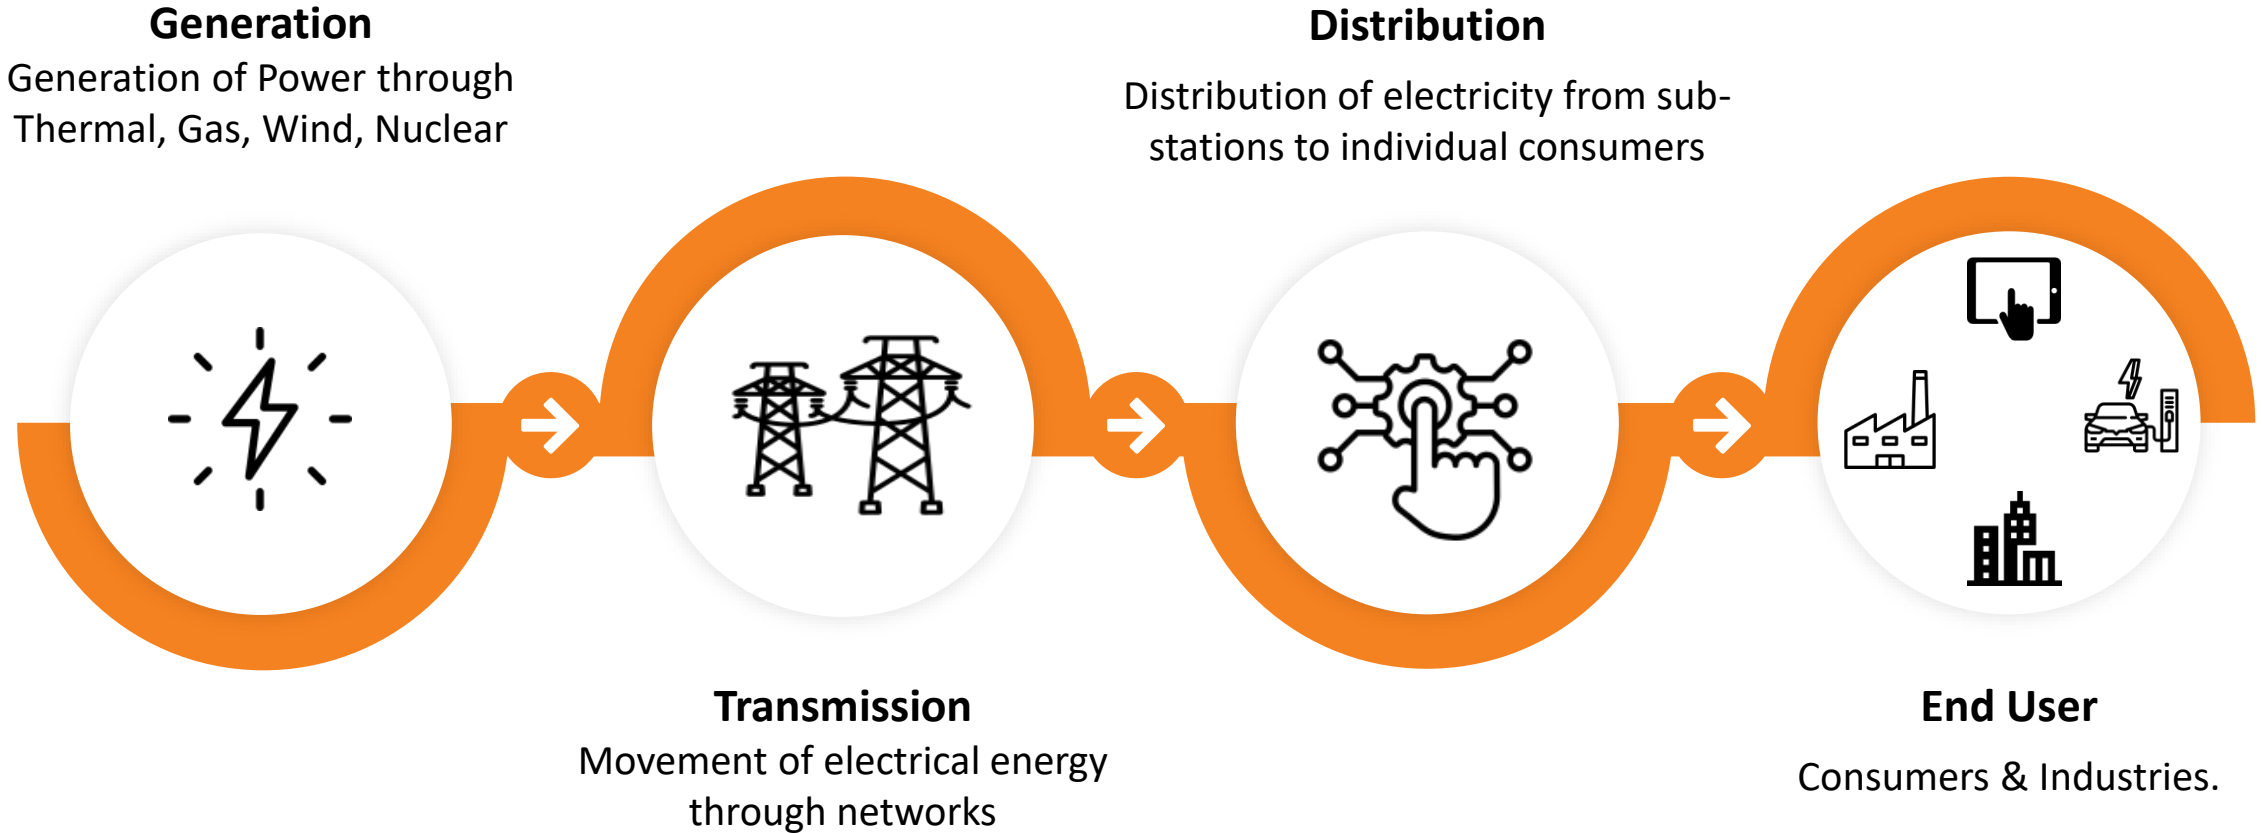 Generation
Generation of Power through
Thermal, Gas, Wind, Nuclear
Transmission
Movement of electrical energy
through networks
Distribution
Distribution of electricity from sub-
stations to individual consumers
End User
Consumers & Industries.